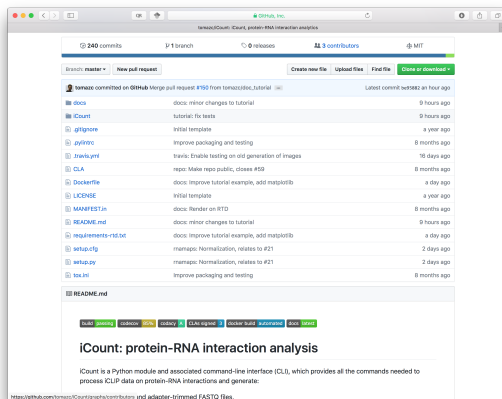 GitHub, Inc.
tomazc/iCount: iCount, protein-RNA interaction analytics
240 commits 1 branch 0 releases 3 contributors MIT
Branch: master New pull request Create new file Upload files Find file Clone or download
tomazc committed on GitHub Merge pull request #150 from tomazc/doc_tutorial ... Latest commit an hour ago
docs docs: minor changes to tutorial 9 hours ago
iCount tutorial: fix tests 9 hours ago
.gitignore Initial template a year ago
.pylintrc Improve packaging and testing 8 months ago
.travis.yml travis: Enable testing on old generation of images 16 days ago
CLA repo: Make repo public, closes #59 8 months ago
Dockerfile docs: Improve tutorial example, add matplotlib a day ago
LICENSE Initial template a year ago
MANIFEST.in docs: Render on RTD 8 months ago
README.md docs: minor changes to tutorial 9 hours ago
requirements-rtd.txt docs: Improve tutorial example, add matplotlib a day ago
setup.cfg rnamaps: Normalization, relates to #21 2 days ago
setup.py rnamaps: Normalization, relates to #21 2 days ago
tox.ini Improve packaging and testing 8 months ago
README.md
build passing codecov 85% codacy A CLAs signed 3 docker build automated docs latest
iCount: protein-RNA interaction analysis
iCount is a Python module and associated command-line interface (CLI), which provides all the commands needed to
process iCLIP data on protein-RNA interactions and generate:
https://github.com/tomazc/iCount/graphs/contributors and adapter-trimmed FASTQ files,